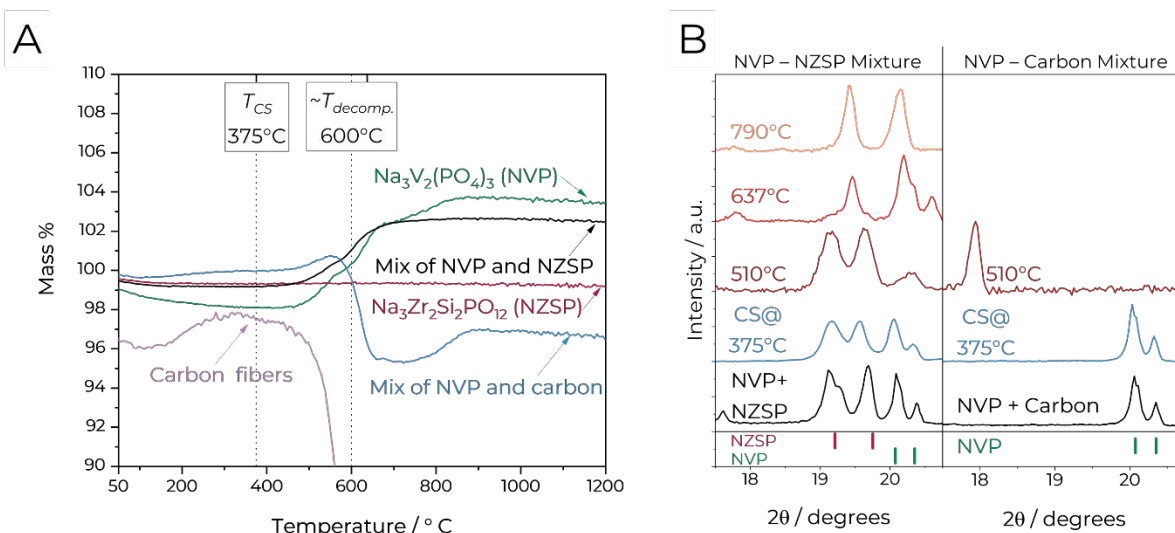 A
110
108
106
104
102
100
98
96
94
92
90
Mass %
T_CS
375°C
~T_decomp.
600°C
Na₃V₂(PO₄)₃ (NVP)
Mix of NVP and NZSP
Na₃Zr₂Si₂PO₁₂ (NZSP)
Carbon fibers
Mix of NVP and carbon
50
200
400
600
800
1000
1200
Temperature / ° C
B
NVP – NZSP Mixture
NVP – Carbon Mixture
Intensity / a.u.
790°C
637°C
510°C
510°C
CS@
375°C
CS@
375°C
NVP+
NZSP
NVP + Carbon
NZSP
NVP
NVP
18
19
20
18
19
20
2θ / degrees
2θ / degrees